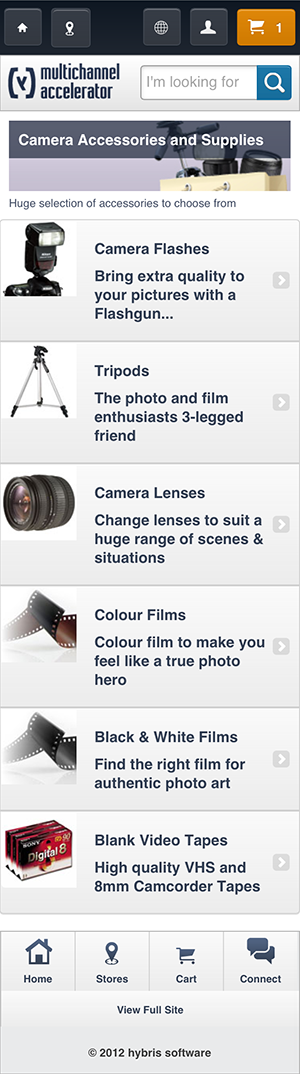 1
multichannel
accelerator
I'm looking for
Camera Accessories and Supplies
Huge selection of accessories to choose from
Camera Flashes
Bring extra quality to
your pictures with a
Flashgun...
Tripods
The photo and film
enthusiasts 3-legged
friend
Camera Lenses
Change lenses to suit a
huge range of scenes &
situations
Colour Films
Colour film to make you
feel like a true photo
hero
Black & White Films
Find the right film for
authentic photo art
SONY
Digital 8
Blank Video Tapes
High quality VHS and
8mm Camcorder Tapes
Home
Stores
Cart
Connect
View Full Site
© 2012 hybris software